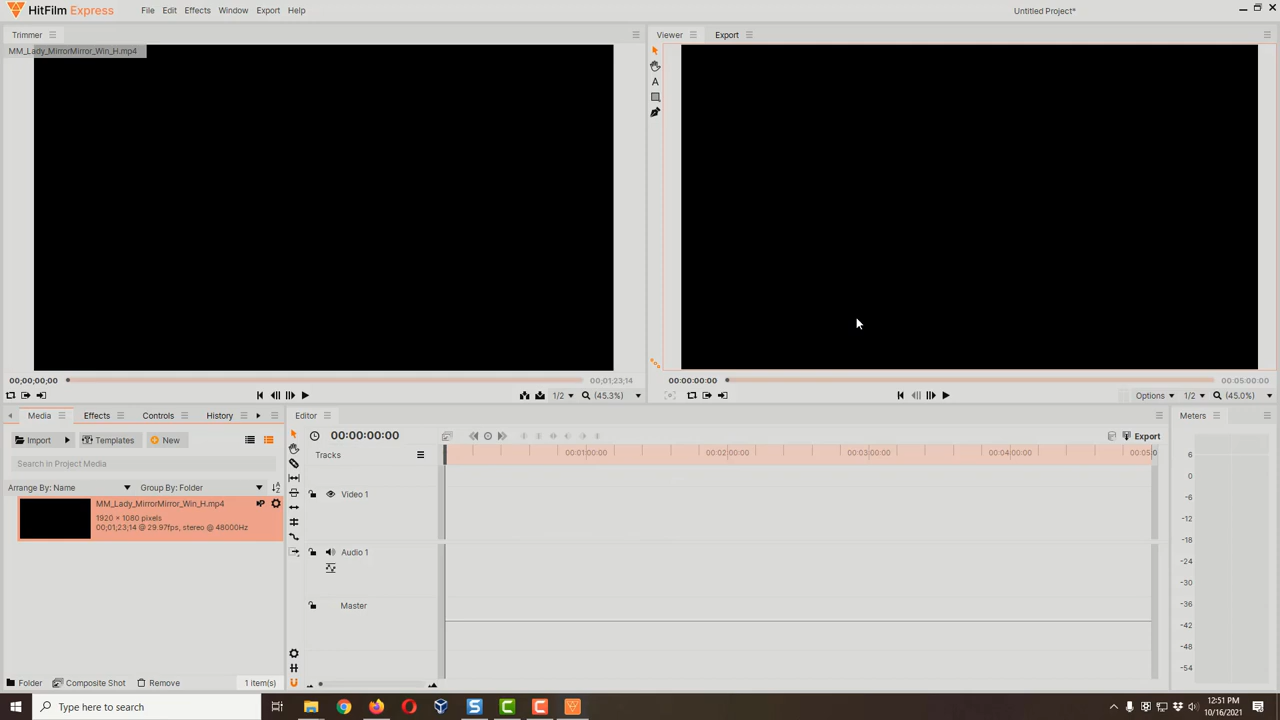 HitFilm Express File Edit Effects Window Export Help Untitled Project*
Trimmer Viewer Export
MM_Lady_MirrorMirror_Win_H.mp4
A
00;00;00;00 00;01;23;14 00:00:00:00 00:05:00:00
1/2 (45.3%) Options 1/2 (45.0%)
Media Effects Controls History Editor Meters
Import Templates New 00:00:00:00 Export
Search in Project Media Tracks 00:01:00:00 00:02:00:00 00:03:00:00 00:04:00:00 00:05:0
6
0
-6
-12
-18
-24
-30
-36
-42
-48
-54
Arrange By: Name Group By: Folder
MM_Lady_MirrorMirror_Win_H.mp4
1920 × 1080 pixels
00;01;23;14 @ 29.97fps, stereo @ 48000Hz
Video 1
Audio 1
Master
Folder Composite Shot Remove 1 item(s)
Type here to search
12:51 PM
10/16/2021